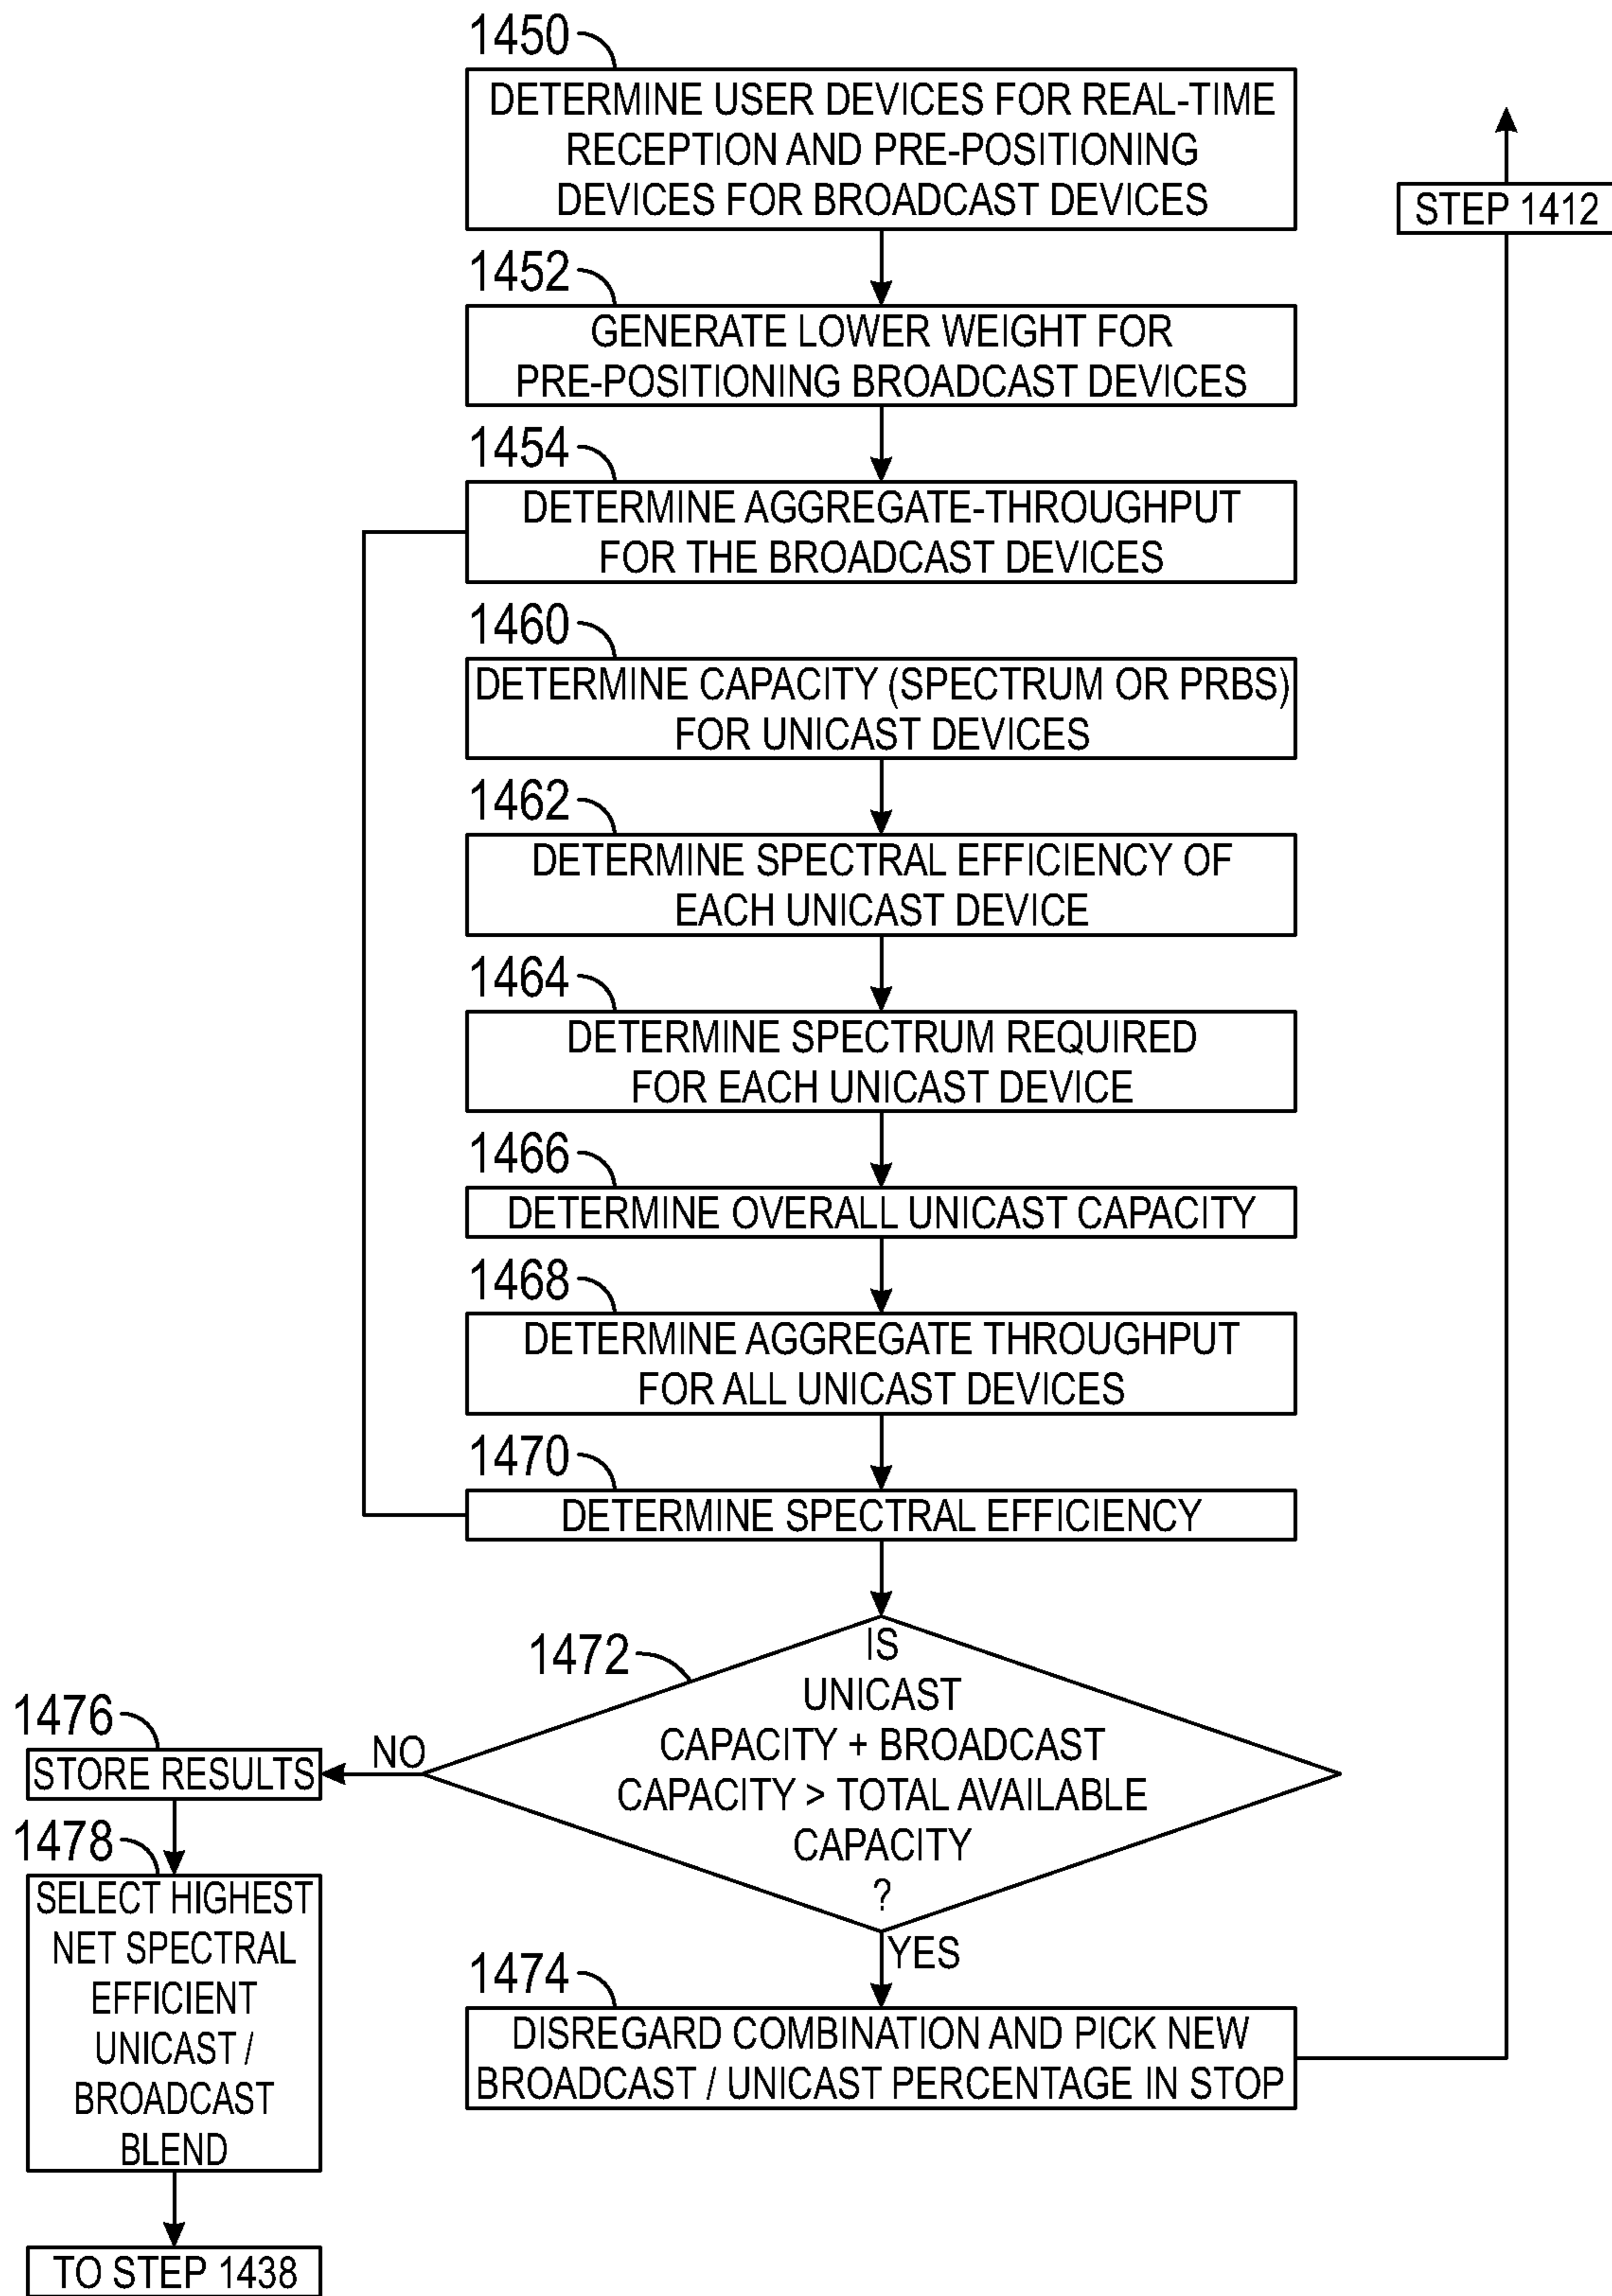 1450
DETERMINE USER DEVICES FOR REAL-TIME
RECEPTION AND PRE-POSITIONING
DEVICES FOR BROADCAST DEVICES
STEP 1412
1452
GENERATE LOWER WEIGHT FOR
PRE-POSITIONING BROADCAST DEVICES
1454
DETERMINE AGGREGATE-THROUGHPUT
FOR THE BROADCAST DEVICES
1460
DETERMINE CAPACITY (SPECTRUM OR PRBS)
FOR UNICAST DEVICES
1462
DETERMINE SPECTRAL EFFICIENCY OF
EACH UNICAST DEVICE
1464
DETERMINE SPECTRUM REQUIRED
FOR EACH UNICAST DEVICE
1466
DETERMINE OVERALL UNICAST CAPACITY
1468
DETERMINE AGGREGATE THROUGHPUT
FOR ALL UNICAST DEVICES
1470
DETERMINE SPECTRAL EFFICIENCY
1472
IS
UNICAST
CAPACITY + BROADCAST
CAPACITY > TOTAL AVAILABLE
CAPACITY
?
NO
YES
1476
STORE RESULTS
1478
SELECT HIGHEST
NET SPECTRAL
EFFICIENT
UNICAST /
BROADCAST
BLEND
TO STEP 1438
1474
DISREGARD COMBINATION AND PICK NEW
BROADCAST / UNICAST PERCENTAGE IN STOP